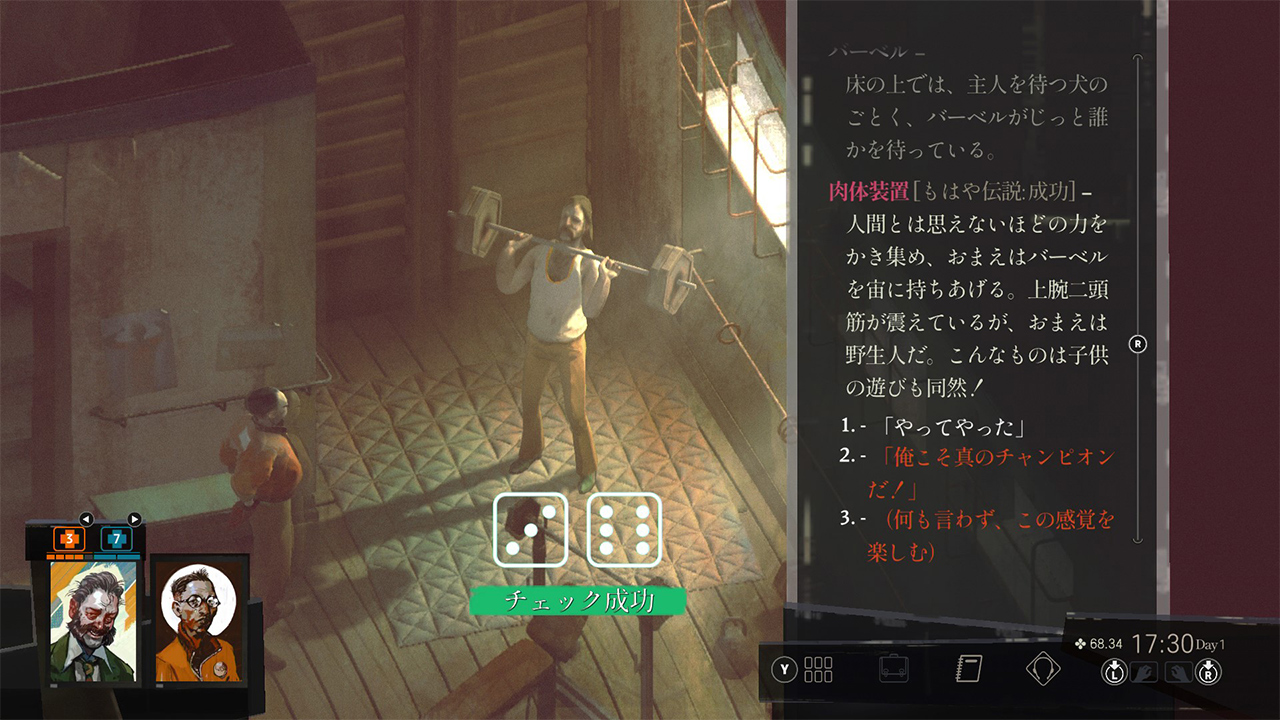 バーベル –
床の上では、主人を待つ犬の
ごとく、バーベルがじっと誰
かを待っている。
肉体装置 [もはや伝説:成功] –
人間とは思えないほどの力を
かき集め、おまえはバーベル
を宙に持ちあげる。上腕二頭
筋が震えているが、おまえは
野生人だ。こんなものは子供
の遊びも同然！
1. - 「やってやった」
2. - 「俺こそ真のチャンピオン
だ！」
3. - （何も言わず、この感覚を
楽しむ）
R
チェック成功
3 7
68.34 17:30 Day 1
Y L R